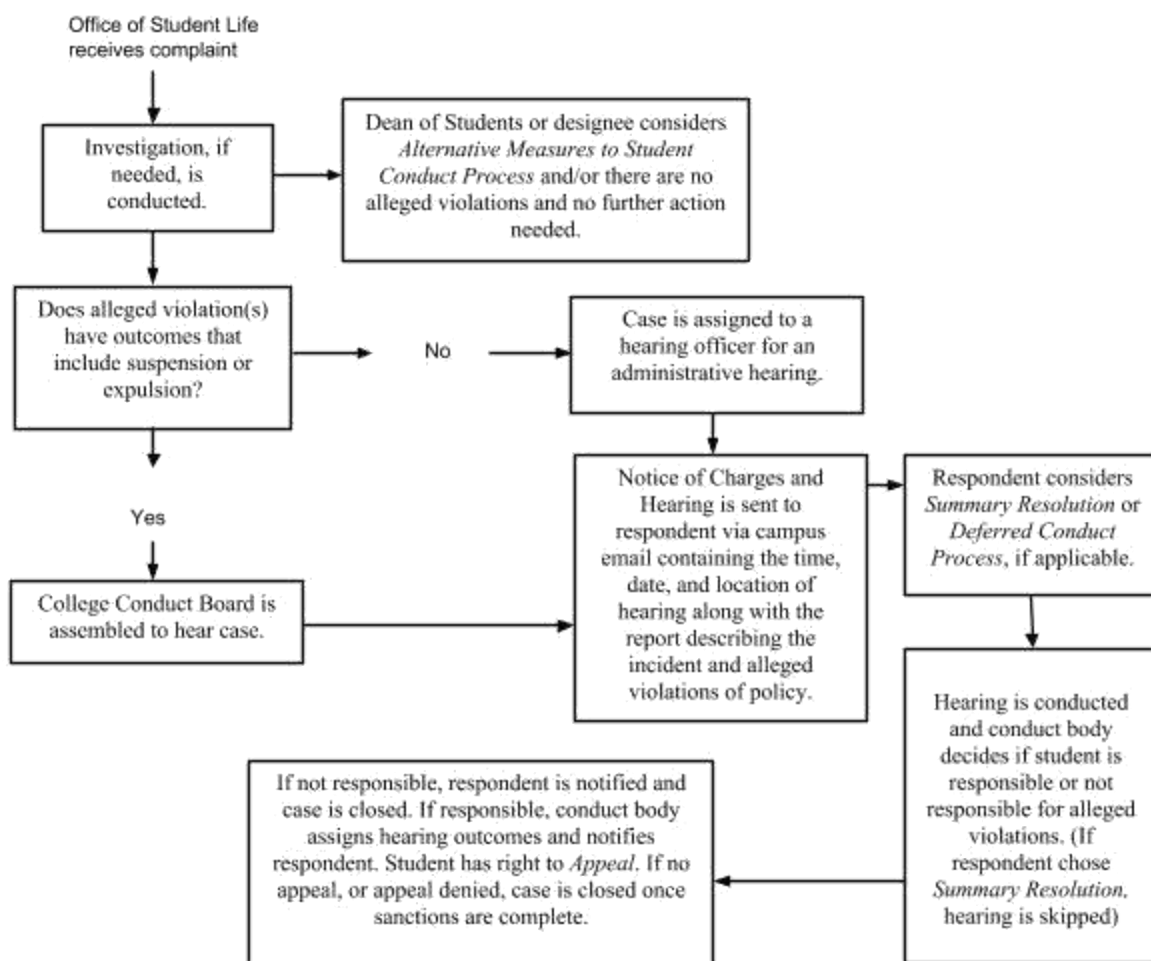 Office of Student Life
receives complaint
Investigation, if
needed, is
conducted.
Dean of Students or designee considers
Alternative Measures to Student
Conduct Process and/or there are no
alleged violations and no further action
needed.
Does alleged violation(s)
have outcomes that
include suspension or
expulsion?
No
Case is assigned to a
hearing officer for an
administrative hearing.
Yes
College Conduct Board is
assembled to hear case.
Notice of Charges and
Hearing is sent to
respondent via campus
email containing the time,
date, and location of
hearing along with the
report describing the
incident and alleged
violations of policy.
Respondent considers
Summary Resolution or
Deferred Conduct
Process, if applicable.
Hearing is conducted
and conduct body
decides if student is
responsible or not
responsible for alleged
violations. (If
respondent chose
Summary Resolution,
hearing is skipped)
If not responsible, respondent is notified and
case is closed. If responsible, conduct body
assigns hearing outcomes and notifies
respondent. Student has right to Appeal. If no
appeal, or appeal denied, case is closed once
sanctions are complete.